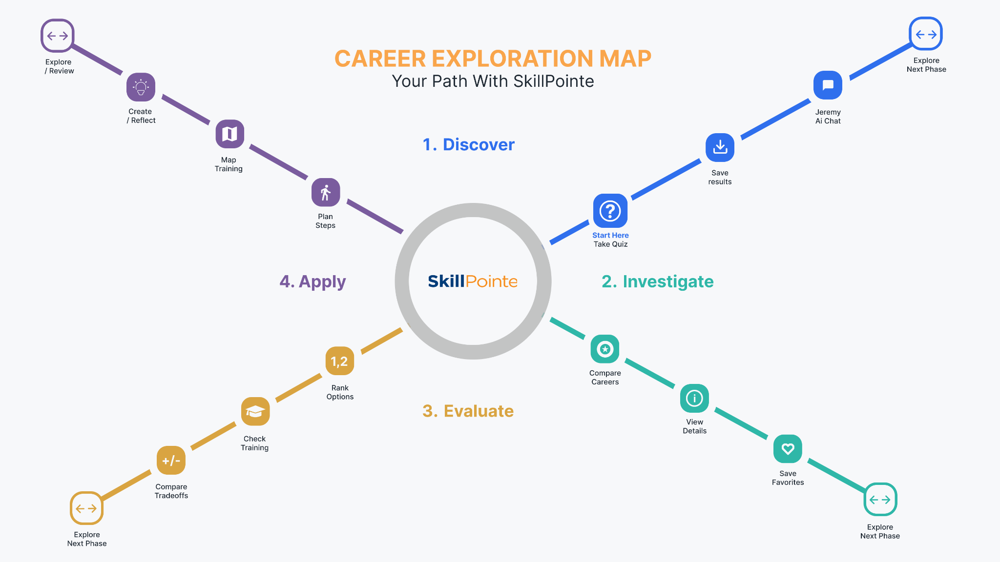 CAREER EXPLORATION MAP
Your Path With SkillPointe
1. Discover
Start Here
Take Quiz
Save
results
Jeremy
Ai Chat
Explore
Next Phase
2. Investigate
Compare
Careers
View
Details
Save
Favorites
Explore
Next Phase
3. Evaluate
1,2
Rank
Options
Check
Training
+/-
Compare
Tradeoffs
Explore
Next Phase
4. Apply
Plan
Steps
Map
Training
Create
/ Reflect
Explore
/ Review
SkillPointe